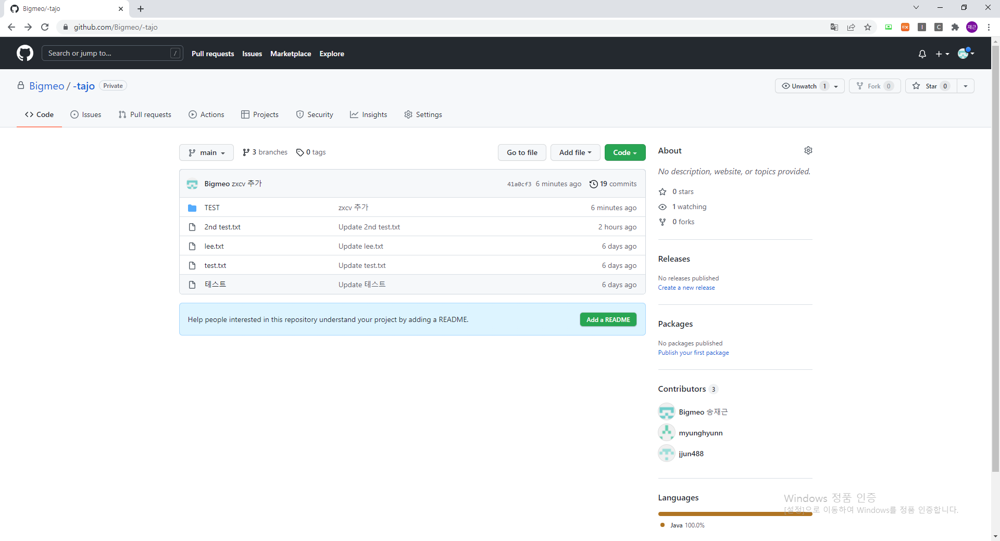 Bigmeo/-tajo
github.com/Bigmeo/-tajo
EX
I
C
재근
Search or jump to...
/
Pull requests
Issues
Marketplace
Explore
Bigmeo / -tajo
Private
Unwatch 1
Fork 0
Star 0
Code
Issues
Pull requests
Actions
Projects
Security
Insights
Settings
main
3 branches
0 tags
Go to file
Add file
Code
Bigmeo zxcv 추가
41a0cf3 6 minutes ago
19 commits
TEST
zxcv 추가
6 minutes ago
2nd test.txt
Update 2nd test.txt
2 hours ago
lee.txt
Update lee.txt
6 days ago
test.txt
Update test.txt
6 days ago
테스트
Update 테스트
6 days ago
Help people interested in this repository understand your project by adding a README.
Add a README
About
No description, website, or topics provided.
0 stars
1 watching
0 forks
Releases
No releases published
Create a new release
Packages
No packages published
Publish your first package
Contributors 3
Bigmeo 송재근
myunghyunn
jjun488
Languages
Java 100.0%
Windows 정품 인증
[설정]으로 이동하여 Windows를 정품 인증합니다.